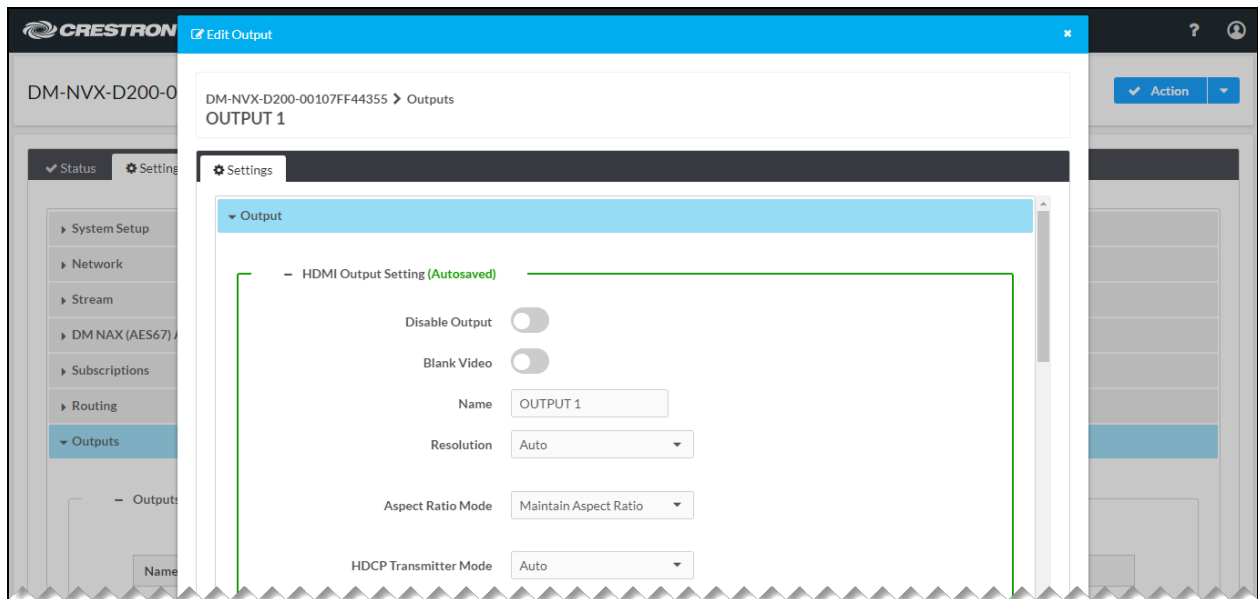 CRESTRON
Edit Output
?
DM-NVX-D200-0
DM-NVX-D200-00107FF44355 > Outputs
OUTPUT 1
Action
Status
Setting
Settings
System Setup
Network
Stream
DM NAX (AES67) A
Subscriptions
Routing
Outputs
Outputs
Name
Output
HDMI Output Setting (Autosaved)
Disable Output
Blank Video
Name OUTPUT 1
Resolution Auto
Aspect Ratio Mode Maintain Aspect Ratio
HDCP Transmitter Mode Auto